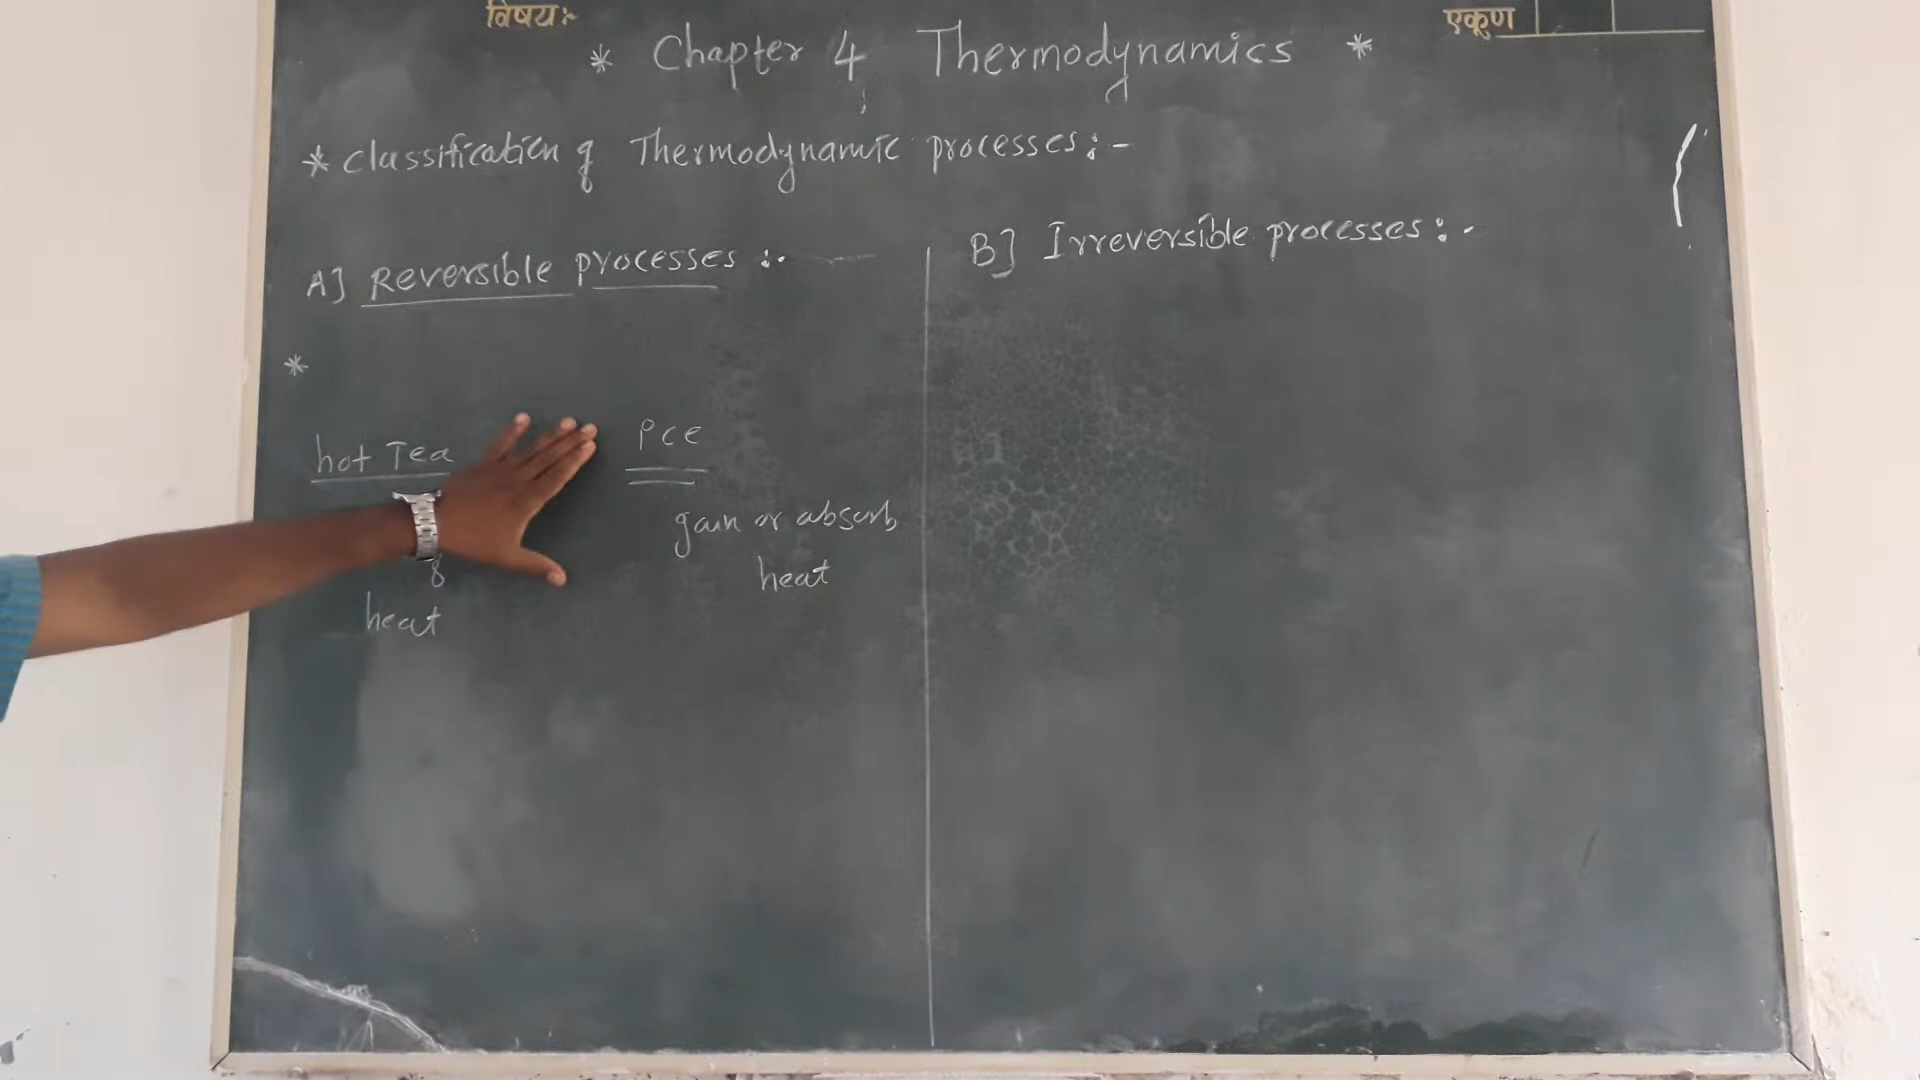 विषय:-
एकूण
* Chapter 4 Thermodynamics *
* Classification of Thermodynamic processes :-
A] Reversible processes :-
B] Irreversible processes :-
*
hot Tea
gain or absorb
heat
of
heat